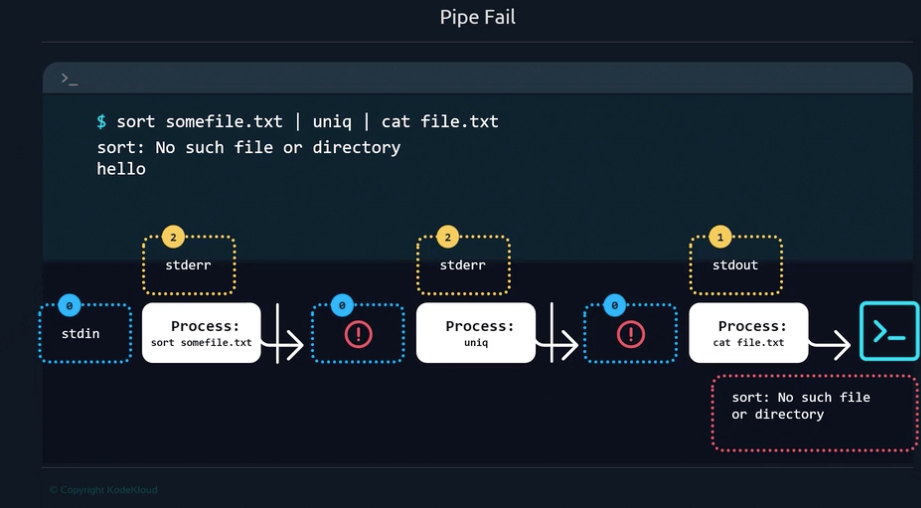 Pipe Fail
>_
$ sort somefile.txt | uniq | cat file.txt
sort: No such file or directory
hello
2
stderr
2
stderr
1
stdout
0
stdin
Process:
sort somefile.txt
0
!
Process:
uniq
0
!
Process:
cat file.txt
>_
sort: No such file
or directory
© Copyright KodeKloud